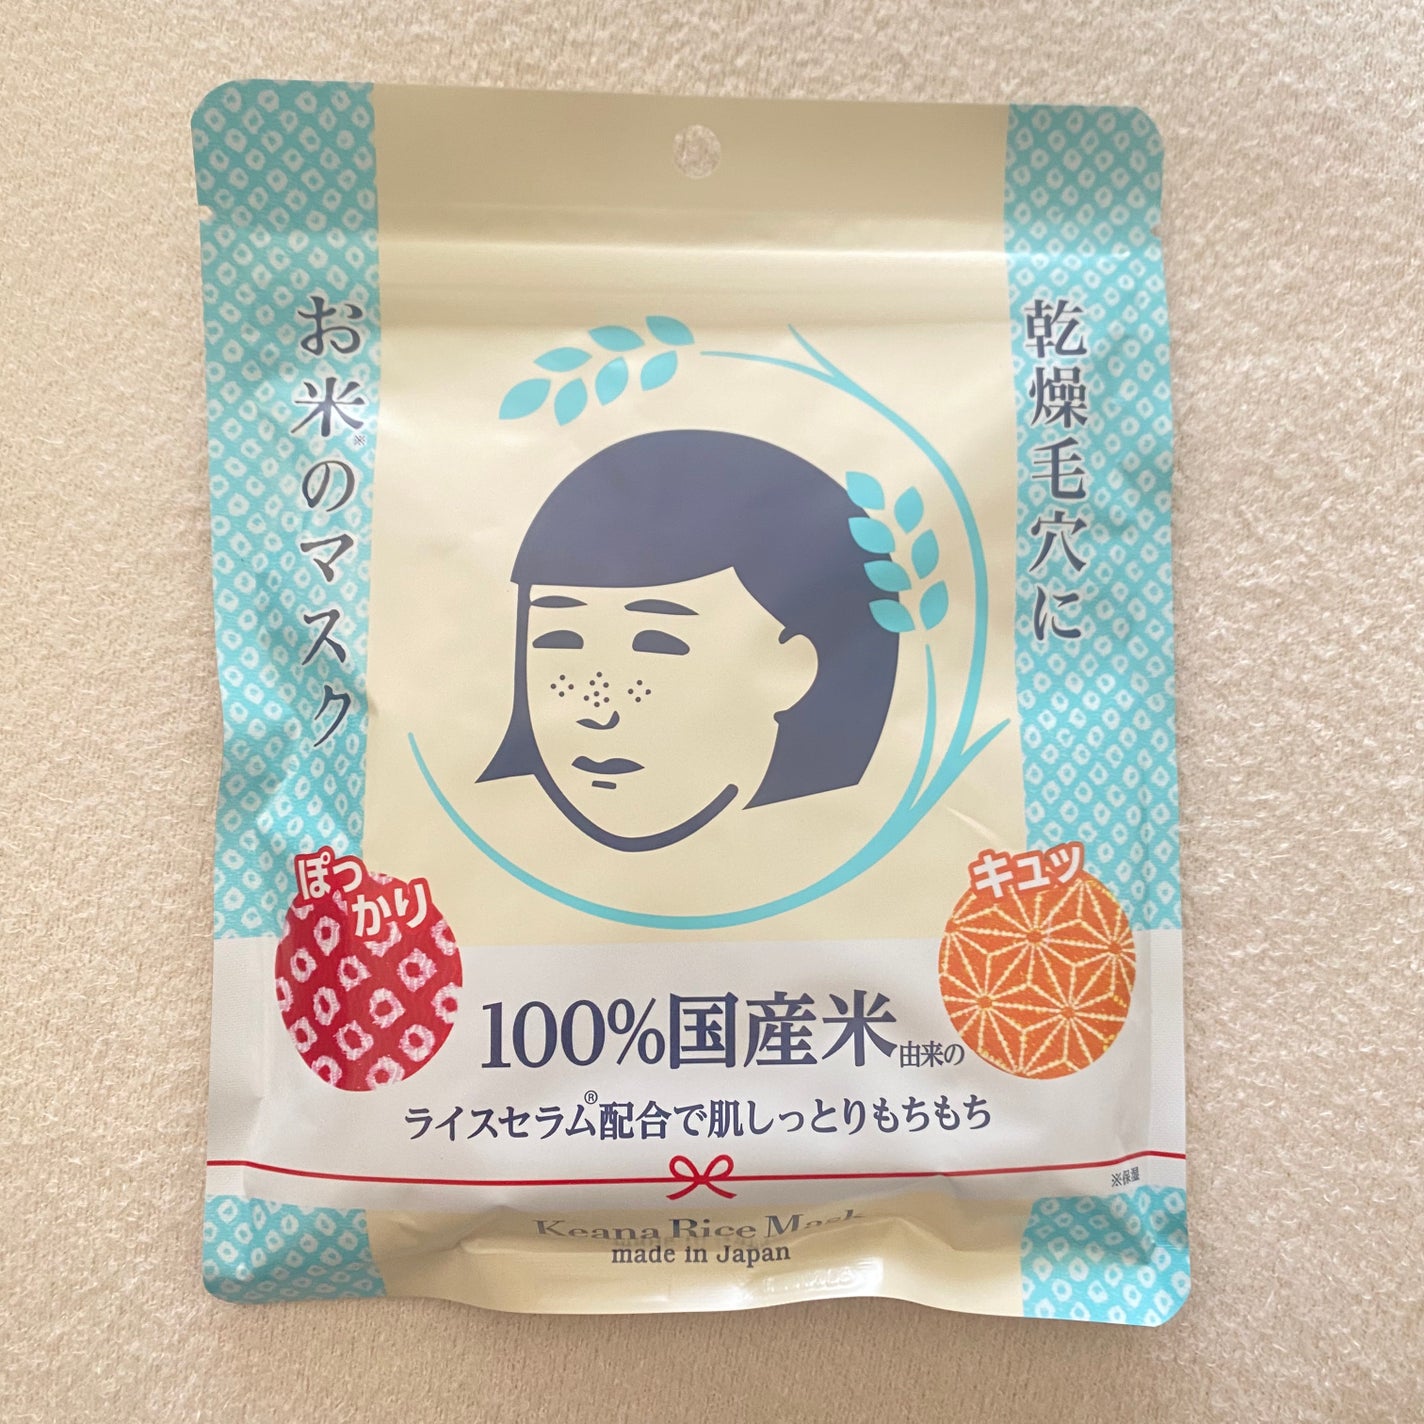 乾燥毛穴に
お米※のマスク
ぽっ
かり
キュッ
100%国産米由来の
ライスセラム®配合で肌しっとりもちもち
※保湿
Keana Rice Mask
made in Japan